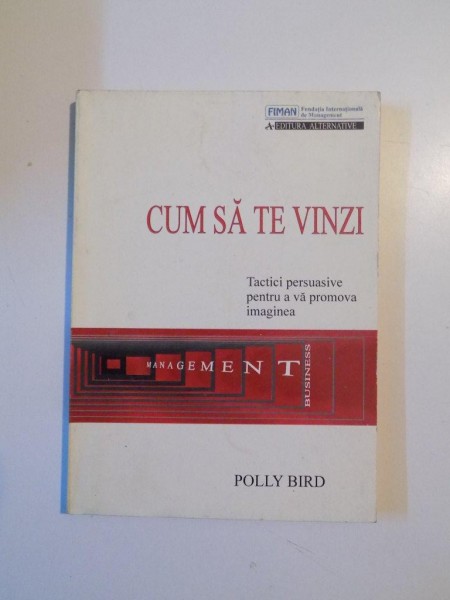 FIMAN Fundația Internațională
de Management
EDITURA ALTERNATIVE
CUM SĂ TE VINZI
Tactici persuasive
pentru a vă promova
imaginea
MANAGEMENT
BUSINESS
POLLY BIRD